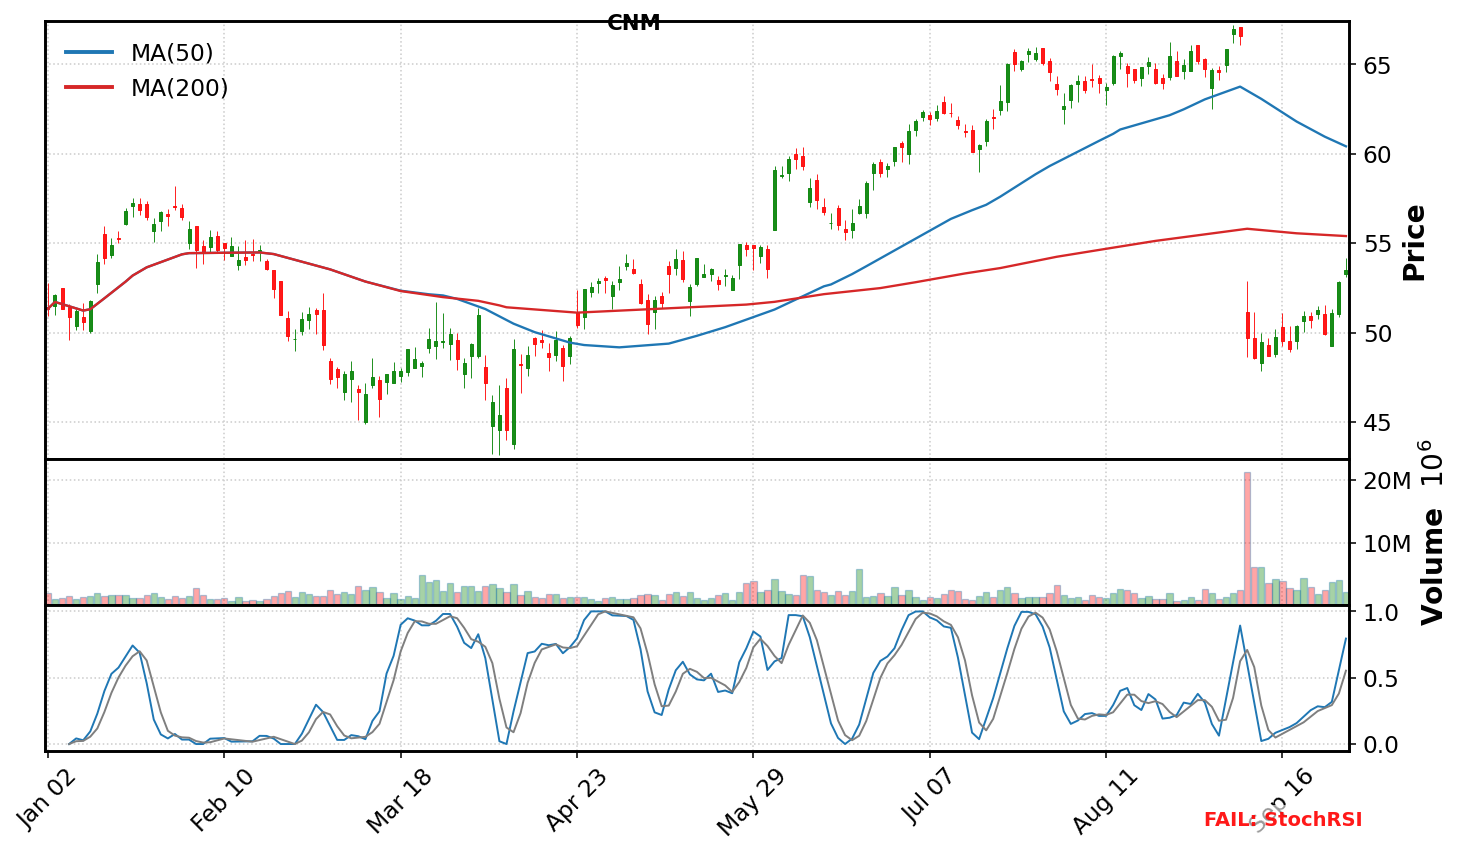 CNM
MA(50)
MA(200)
65
60
55
50
45
Price
20M
10M
Volume 10^6
1.0
0.5
0.0
Jan 02
Feb 10
Mar 18
Apr 23
May 29
Jul 07
Aug 11
Sep 16
FAIL: StochRSI